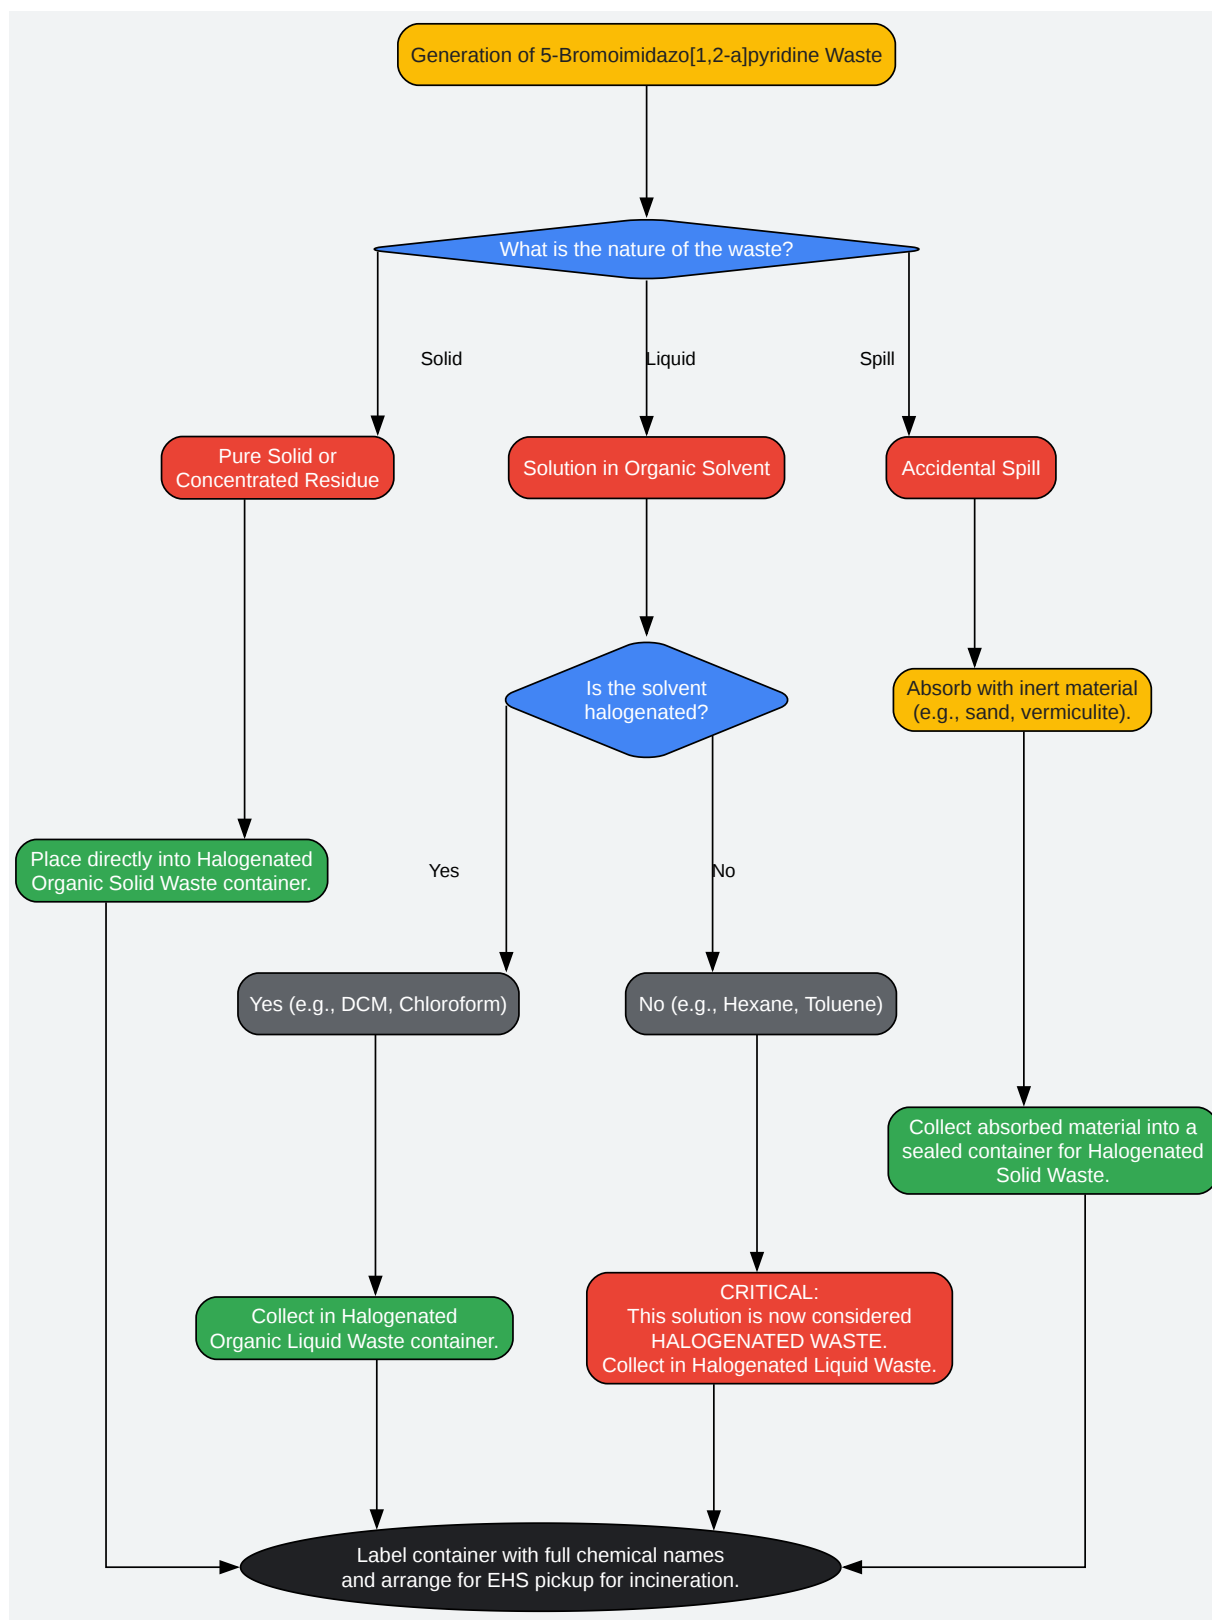 Generation of 5-Bromoimidazo[1,2-a]pyridine Waste
What is the nature of the waste?
Solid
Liquid
Spill
Pure Solid or
Concentrated Residue
Solution in Organic Solvent
Accidental Spill
Is the solvent
halogenated?
Absorb with inert material
(e.g., sand, vermiculite).
Place directly into Halogenated
Organic Solid Waste container.
Yes
No
Yes (e.g., DCM, Chloroform)
No (e.g., Hexane, Toluene)
Collect absorbed material into a
sealed container for Halogenated
Solid Waste.
Collect in Halogenated
Organic Liquid Waste container.
CRITICAL:
This solution is now considered
HALOGENATED WASTE.
Collect in Halogenated Liquid Waste.
Label container with full chemical names
and arrange for EHS pickup for incineration.